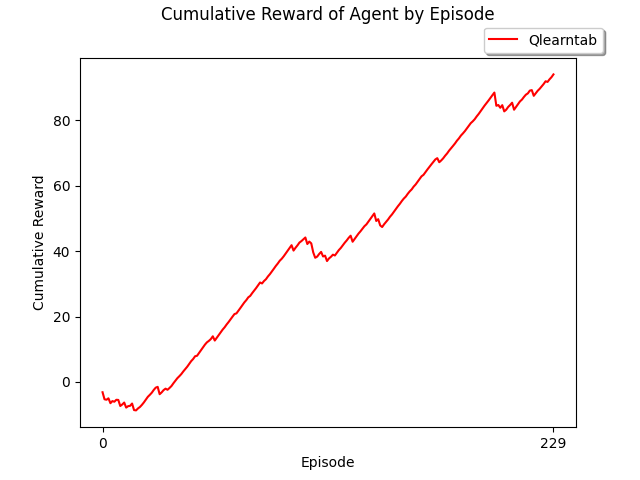 Cumulative Reward of Agent by Episode
Qlearntab
Cumulative Reward
80
60
40
20
0
0 229
Episode